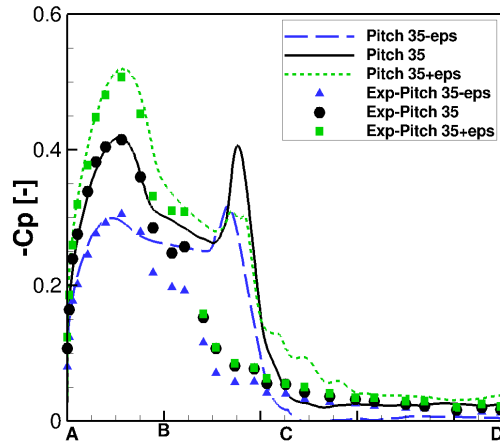 0.6
Pitch 35-eps
Pitch 35
Pitch 35+eps
Exp-Pitch 35-eps
Exp-Pitch 35
Exp-Pitch 35+eps
0.4
-Cp [-]
0.2
0
A B C D